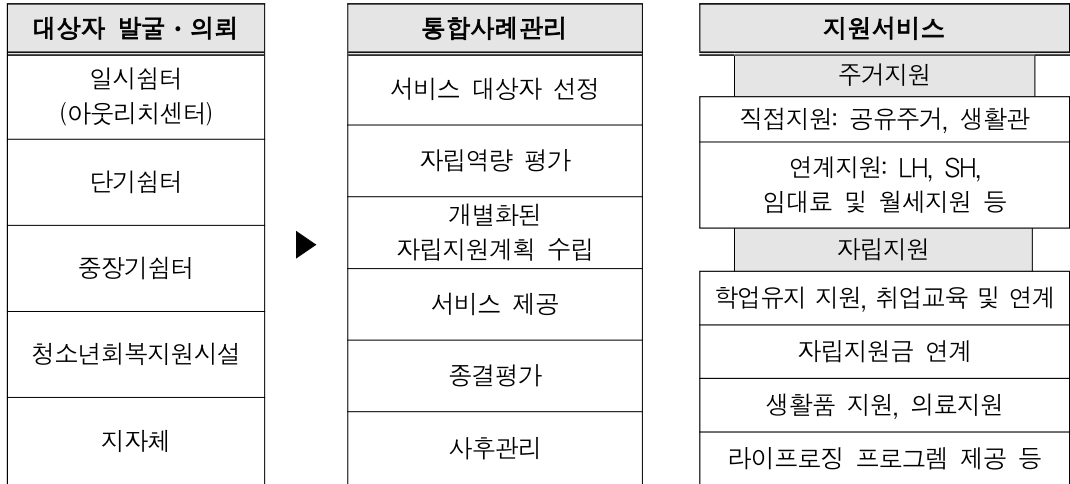 대상자 발굴・의뢰
일시쉼터
(아웃리치센터)
단기쉼터
중장기쉼터
청소년회복지원시설
지자체
통합사례관리
서비스 대상자 선정
자립역량 평가
개별화된
자립지원계획 수립
서비스 제공
종결평가
사후관리
지원서비스
주거지원
직접지원: 공유주거, 생활관
연계지원: LH, SH,
임대료 및 월세지원 등
자립지원
학업유지 지원, 취업교육 및 연계
자립지원금 연계
생활품 지원, 의료지원
라이프로징 프로그렘 제공 등